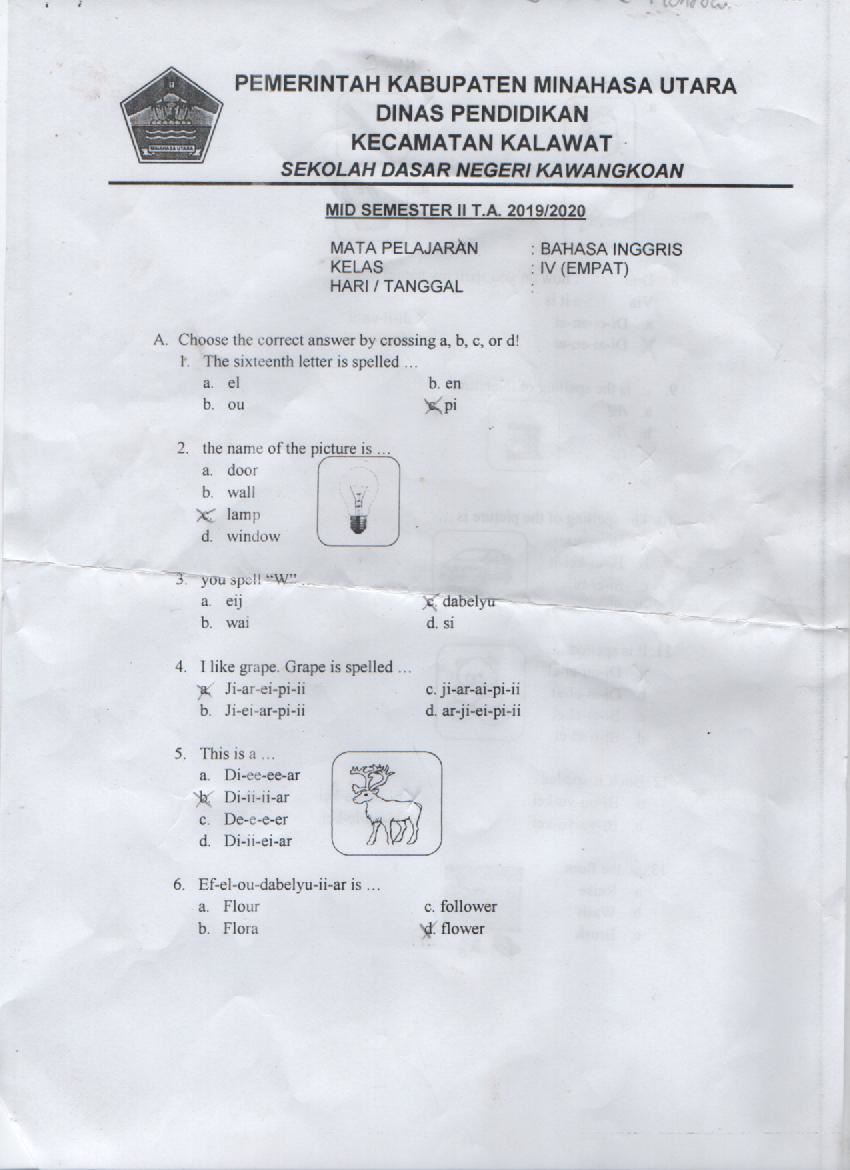 PEMERINTAH KABUPATEN MINAHASA UTARA
DINAS PENDIDIKAN
KECAMATAN KALAWAT
SEKOLAH DASAR NEGERI KAWANGKOAN
MINAHASA UTARA
MID SEMESTER II T.A. 2019/2020
MATA PELAJARAN : BAHASA INGGRIS
KELAS : IV (EMPAT)
HARI / TANGGAL :
A. Choose the correct answer by crossing a, b, c, or d!
1. The sixteenth letter is spelled ...
a. el b. en
b. ou c. pi
2. the name of the picture is ...
a. door
b. wall
c. lamp
d. window
3. you spell “W” ...
a. eij c. dabelyu
b. wai d. si
4. I like grape. Grape is spelled ...
a. Ji-ar-ei-pi-ii c. ji-ar-ai-pi-ii
b. Ji-ei-ar-pi-ii d. ar-ji-ei-pi-ii
5. This is a ...
a. Di-ee-ee-ar
b. Di-ii-ii-ar
c. De-e-e-er
d. Di-ii-ei-ar
6. Ef-el-ou-dabelyu-ii-ar is ...
a. Flour c. follower
b. Flora d. flower